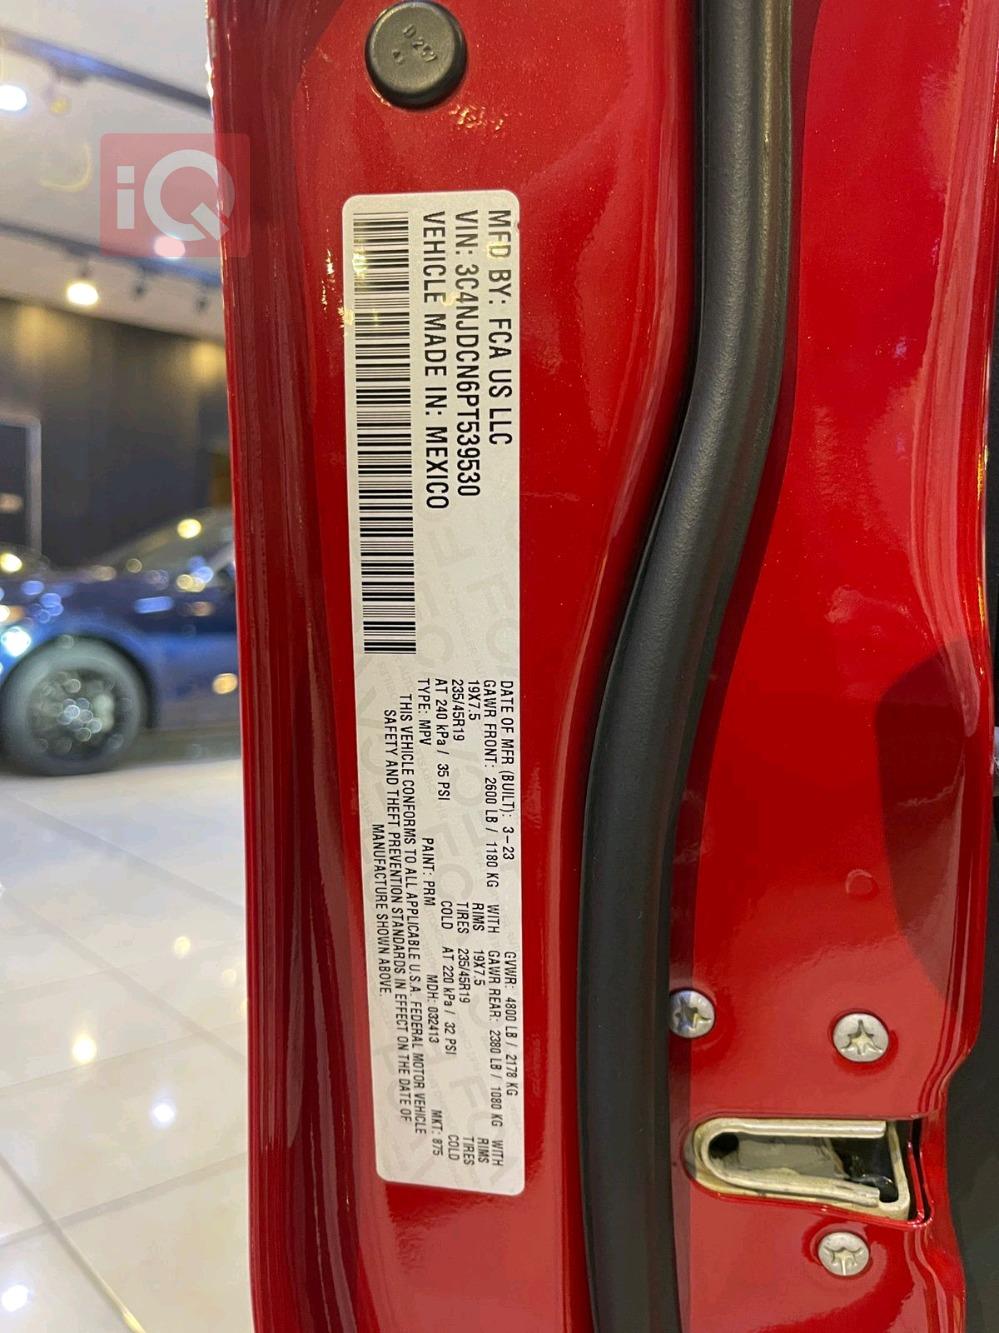 iQ
MFD BY: FCA US LLC
VIN: 3C4NJDCN6PT539530
VEHICLE MADE IN: MEXICO
DATE OF MFR (BUILT): 3-23 GVWR: 4800 LB / 2178 KG
GAWR FRONT: 2600 LB / 1180 KG WITH GAWR REAR: 2380 LB / 1080 KG WITH
19X7.5 RIMS 19X7.5 RIMS
235/45R19 TIRES 235/45R19 TIRES
AT 240 kPa / 35 PSI COLD AT 220 kPa / 32 PSI COLD
TYPE: MPV PAINT: PRM MDH: 032413 MKT: 875
THIS VEHICLE CONFORMS TO ALL APPLICABLE U.S.A. FEDERAL MOTOR VEHICLE
SAFETY AND THEFT PREVENTION STANDARDS IN EFFECT ON THE DATE OF
MANUFACTURE SHOWN ABOVE.